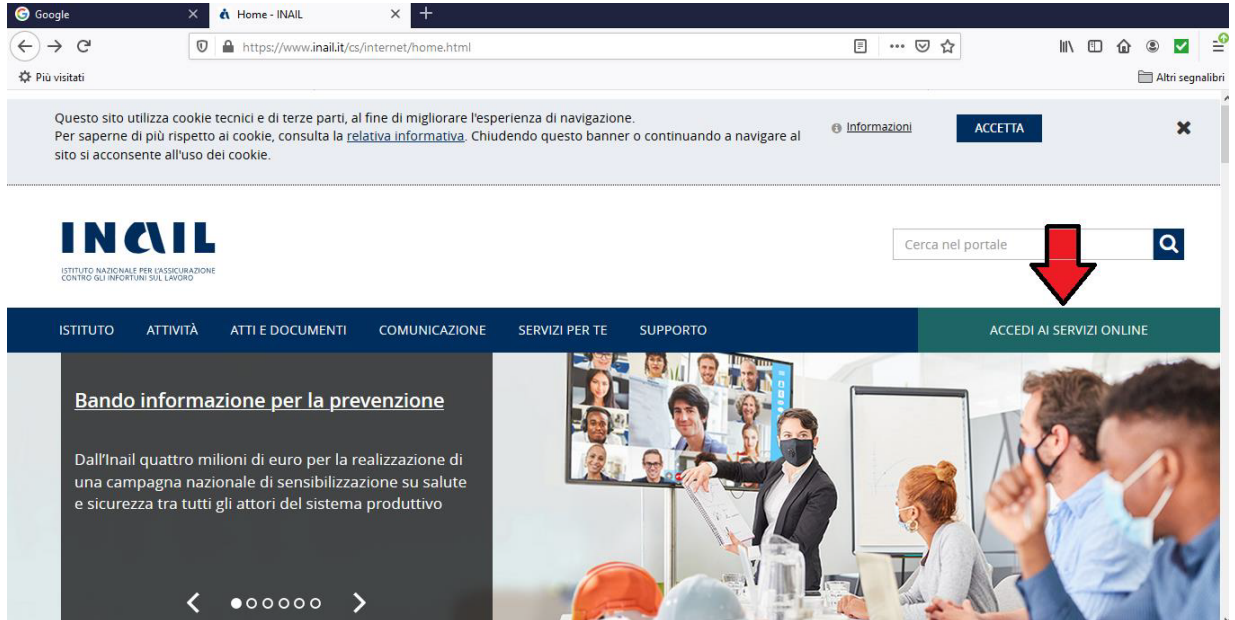 Google
Home - INAIL
https://www.inail.it/cs/internet/home.html
Più visitati
Altri segnalibri
Questo sito utilizza cookie tecnici e di terze parti, al fine di migliorare l'esperienza di navigazione.
Per saperne di più rispetto ai cookie, consulta la relativa informativa. Chiudendo questo banner o continuando a navigare al
sito si acconsente all'uso dei cookie.
Informazioni
ACCETTA
INAIL
ISTITUTO NAZIONALE PER L'ASSICURAZIONE
CONTRO GLI INFORTUNI SUL LAVORO
Cerca nel portale
ISTITUTO ATTIVITÀ ATTI E DOCUMENTI COMUNICAZIONE SERVIZI PER TE SUPPORTO ACCEDI AI SERVIZI ONLINE
Bando informazione per la prevenzione
Dall'Inail quattro milioni di euro per la realizzazione di
una campagna nazionale di sensibilizzazione su salute
e sicurezza tra tutti gli attori del sistema produttivo